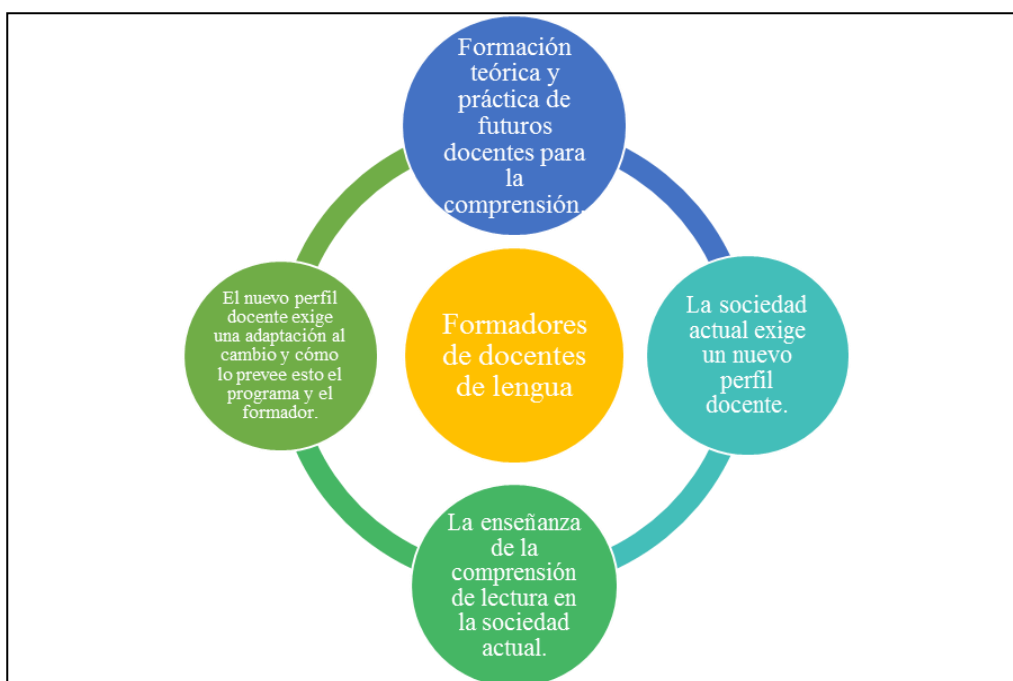 Formación
teórica y
práctica de
futuros
docentes para
la
comprensión.
El nuevo perfil
docente exige
una adaptación al
cambio y cómo
lo prevee esto el
programa y el
formador.
Formadores
de docentes
de lengua
La sociedad
actual exige
un nuevo
perfil
docente.
La enseñanza
de la
comprensión
de lectura en
la sociedad
actual.